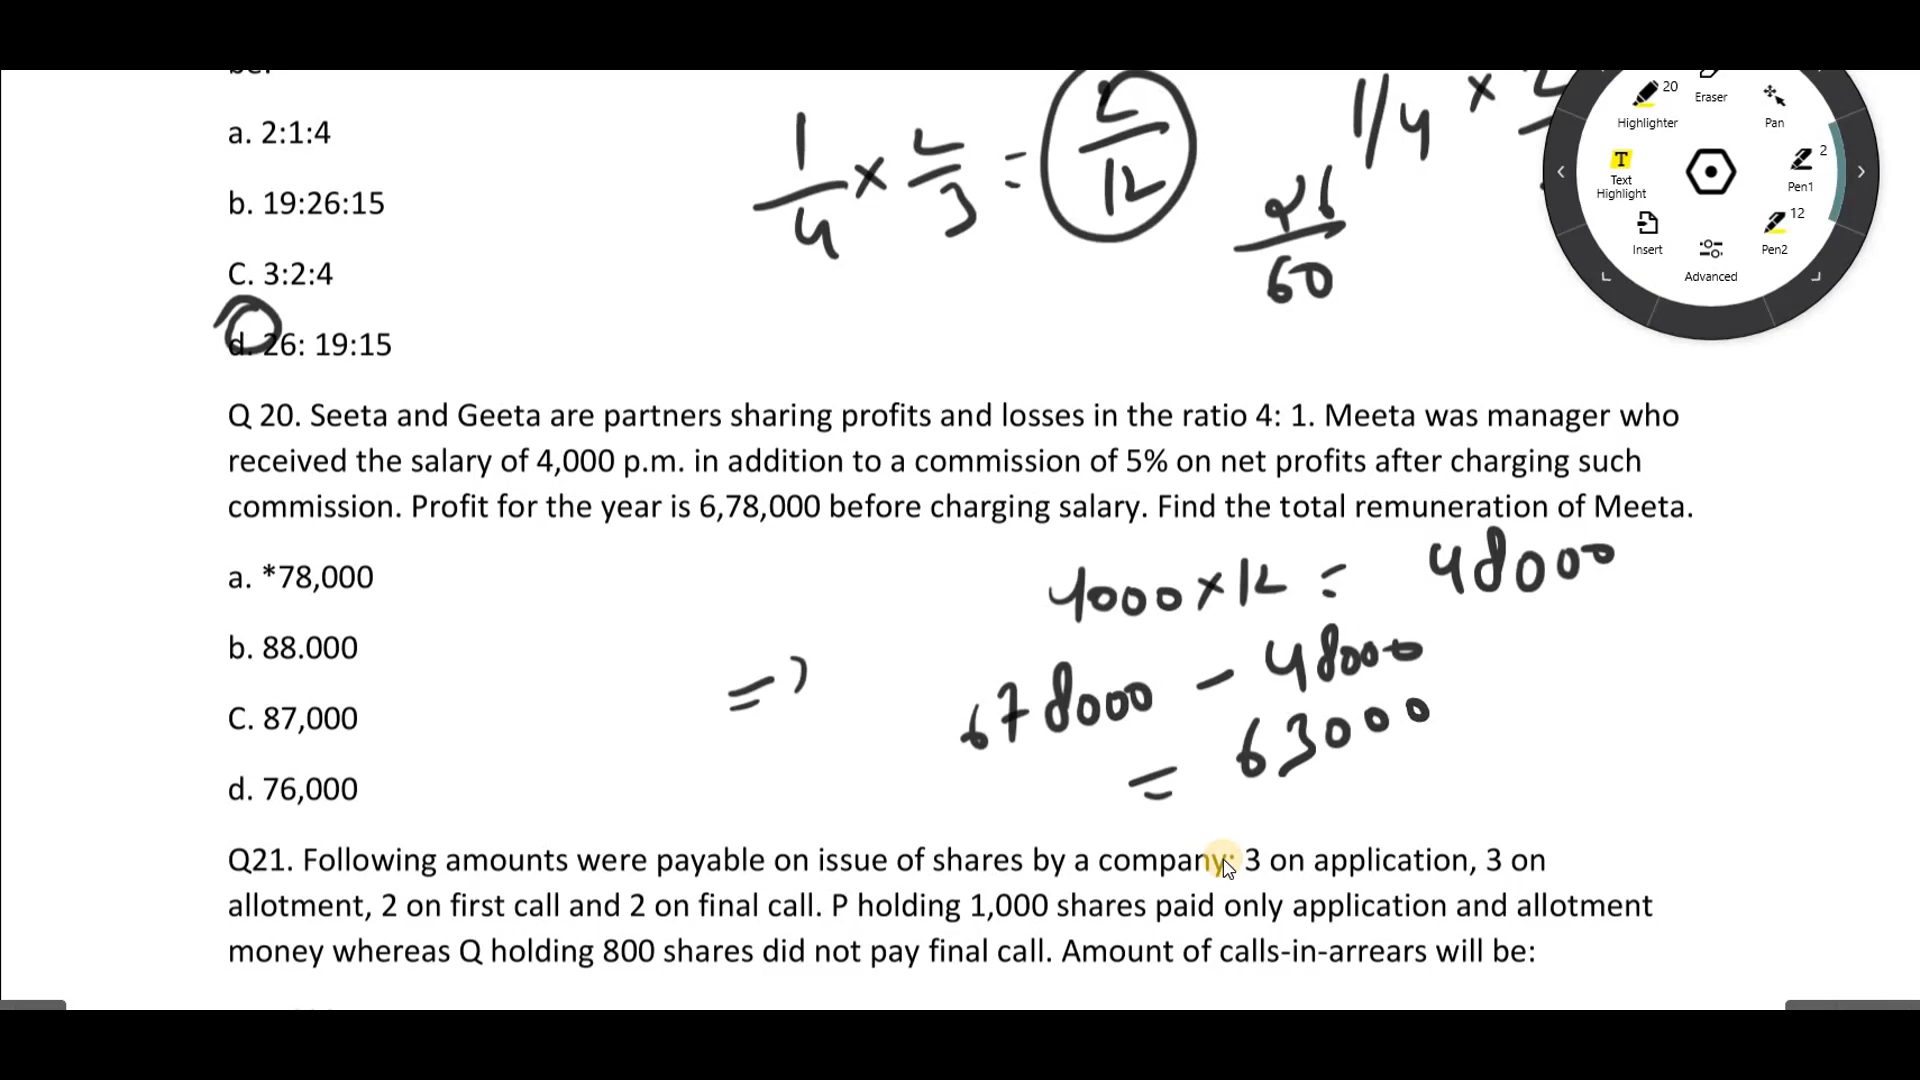 a. 2:1:4
b. 19:26:15
C. 3:2:4
d. 26: 19:15
1/4 × 2/3 = 2/12
26/60
1/4 ×
20
Highlighter
Eraser
Pan
T
Text
Highlight
2
Pen1
Insert
12
Pen2
Advanced
Q 20. Seeta and Geeta are partners sharing profits and losses in the ratio 4: 1. Meeta was manager who
received the salary of 4,000 p.m. in addition to a commission of 5% on net profits after charging such
commission. Profit for the year is 6,78,000 before charging salary. Find the total remuneration of Meeta.
a. *78,000
b. 88.000
C. 87,000
d. 76,000
4000 × 12 = 48000
=)
678000 - 48000
= 63000
Q21. Following amounts were payable on issue of shares by a company: 3 on application, 3 on
allotment, 2 on first call and 2 on final call. P holding 1,000 shares paid only application and allotment
money whereas Q holding 800 shares did not pay final call. Amount of calls-in-arrears will be: